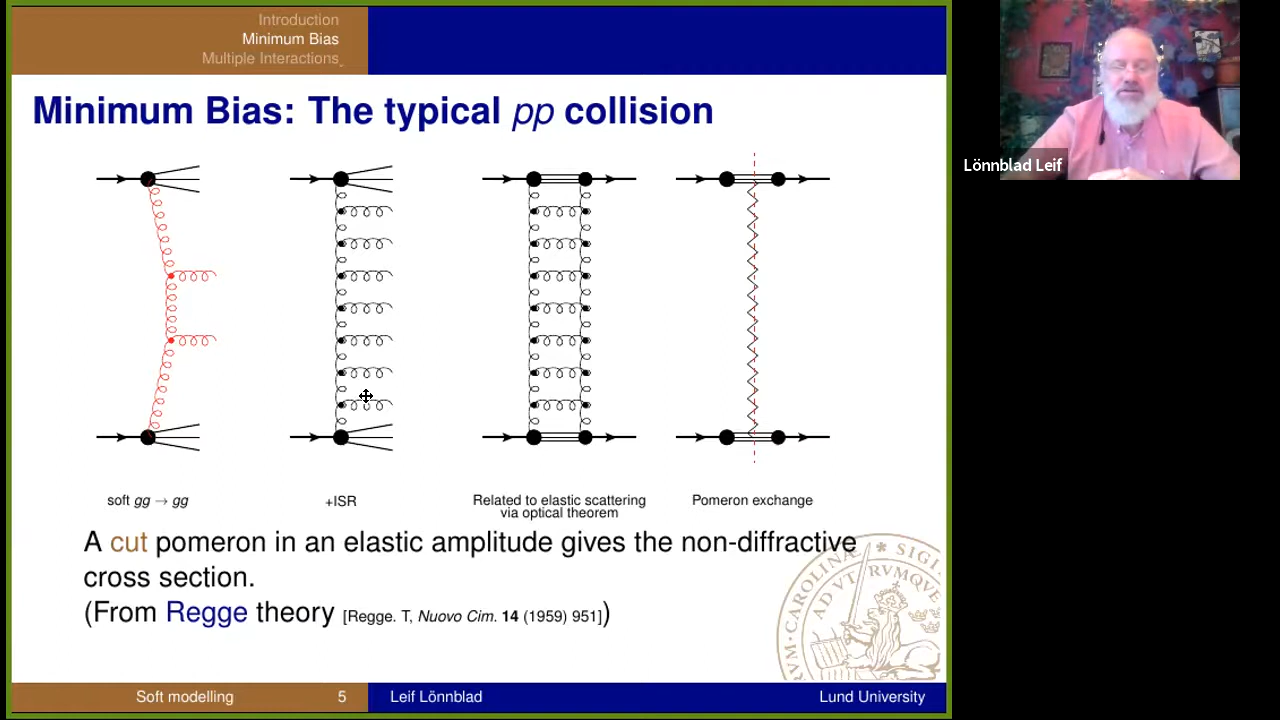 Introduction
Minimum Bias
Multiple Interactions
Minimum Bias: The typical pp collision
Lönnblad Leif
soft gg → gg
+ISR
Related to elastic scattering
via optical theorem
Pomeron exchange
A cut pomeron in an elastic amplitude gives the non-diffractive
cross section.
(From Regge theory [Regge. T, Nuovo Cim. 14 (1959) 951])
Soft modelling 5 Leif Lönnblad Lund University